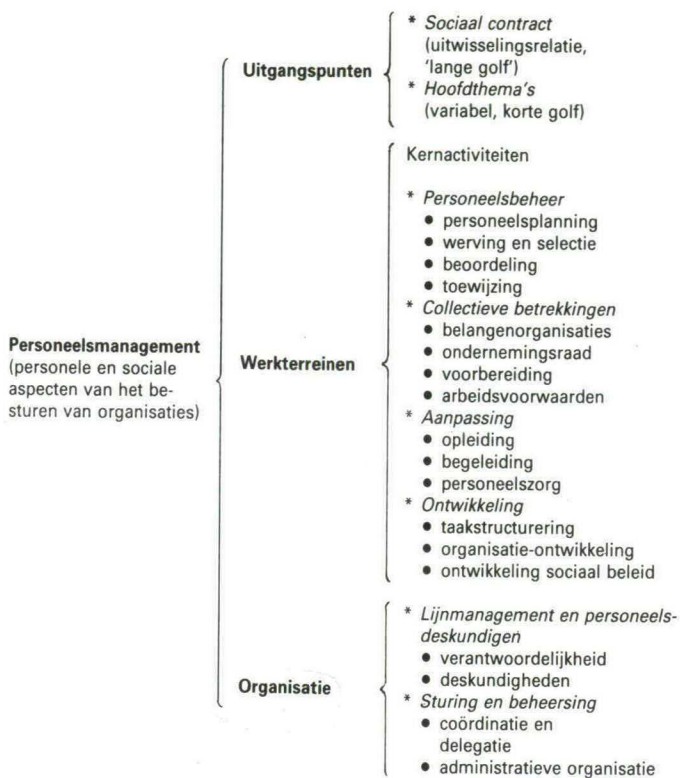 Personeelsmanagement
(personele en sociale
aspecten van het be-
sturen van organisaties)
Uitgangspunten
* Sociaal contract
(uitwisselingsrelatie,
'lange golf')
* Hoofdthema's
(variabel, korte golf)
Werkterreinen
Kernactiviteiten
* Personeelsbeheer
● personeelsplanning
● werving en selectie
● beoordeling
● toewijzing
* Collectieve betrekkingen
● belangenorganisaties
● ondernemingsraad
● voorbereiding
● arbeidsvoorwaarden
* Aanpassing
● opleiding
● begeleiding
● personeelszorg
* Ontwikkeling
● taakstructurering
● organisatie-ontwikkeling
● ontwikkeling sociaal beleid
Organisatie
* Lijnmanagement en personeels-
deskundigen
● verantwoordelijkheid
● deskundigheden
* Sturing en beheersing
● coördinatie en
delegatie
● administratieve organisatie